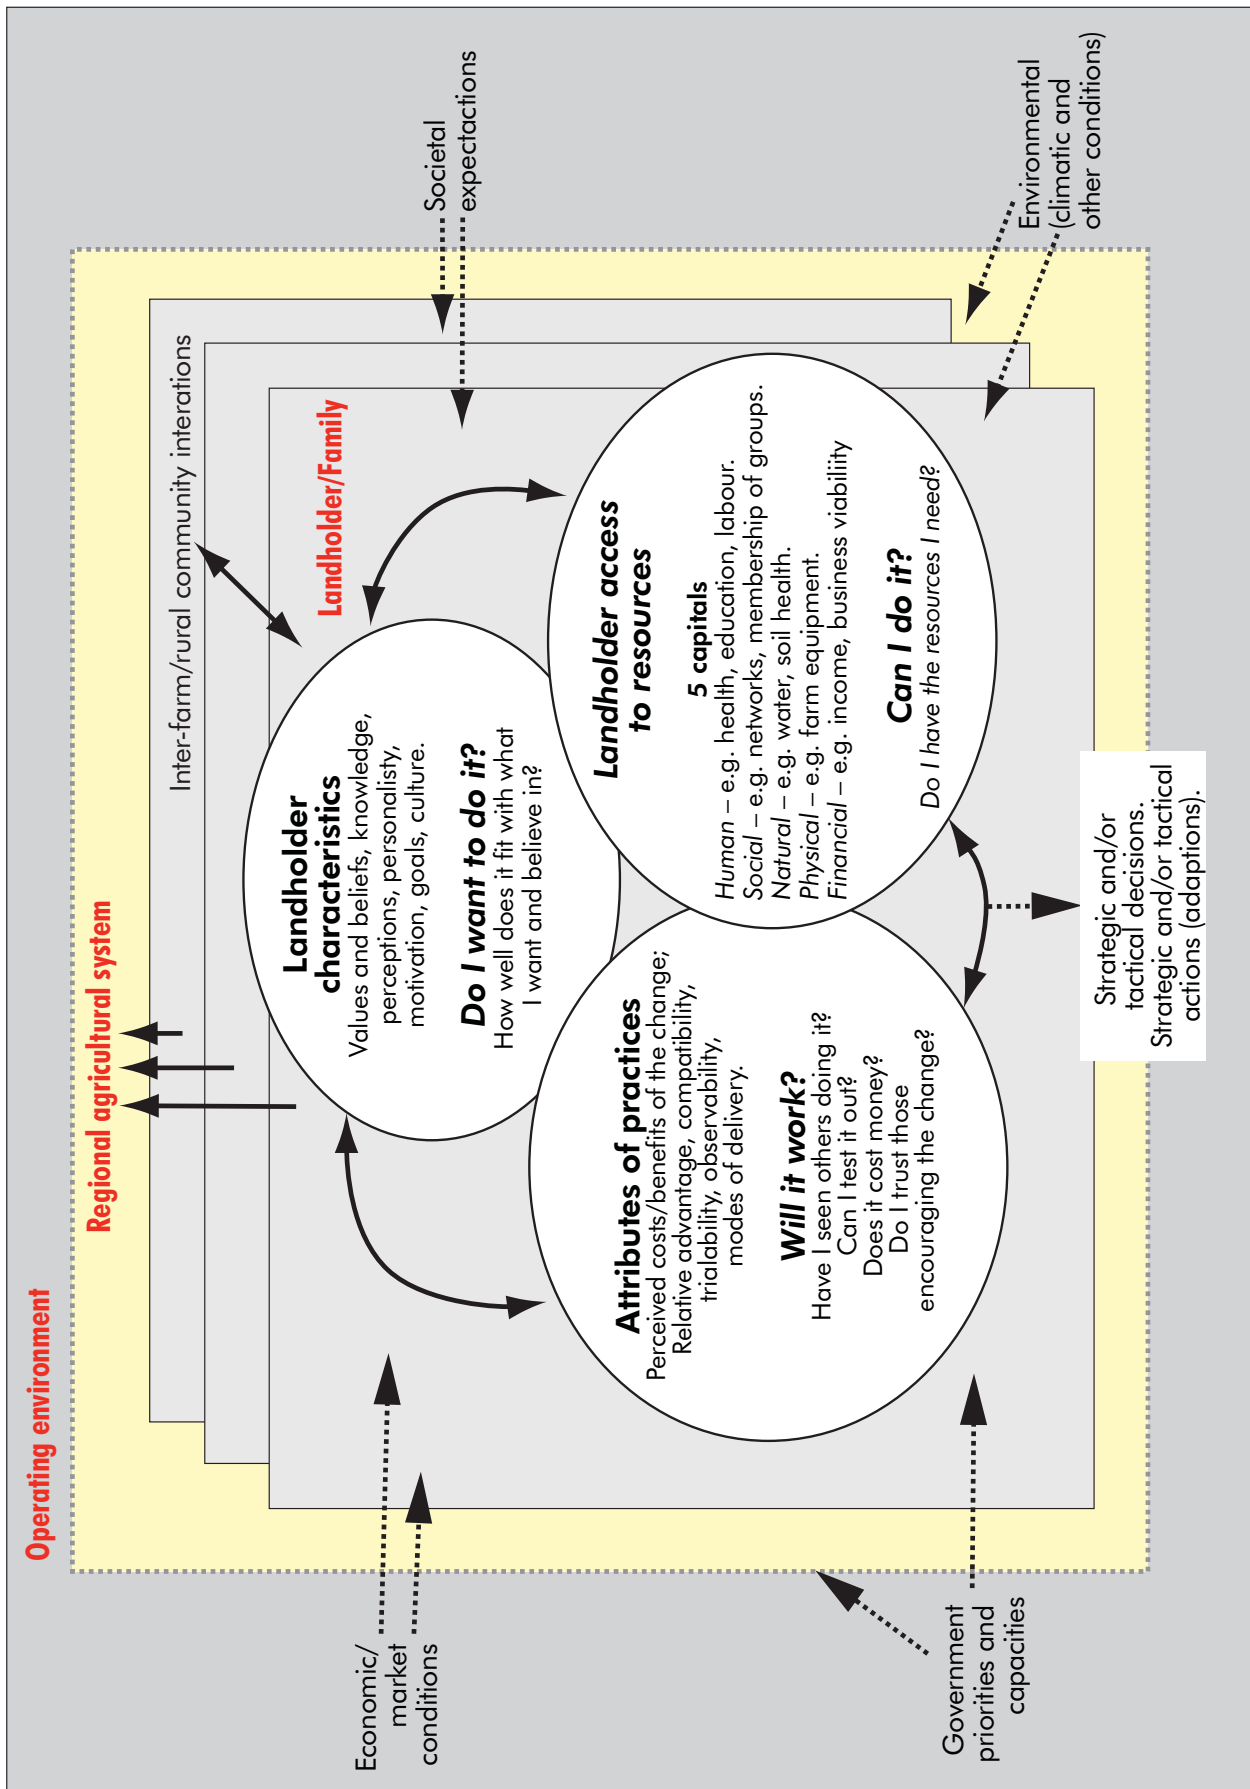 Operating environment
Regional agricultural system
Inter-farm/rural community interations
Landholder/Family
Economic/
market
conditions
Societal
expectactions
Landholder
characteristics
Values and beliefs, knowledge,
perceptions, personalisty,
motivation, goals, culture.
Do I want to do it?
How well does it fit with what
I want and believe in?
Attributes of practices
Perceived costs/benefits of the change;
Relative advantage, compatibility,
trialability, observability,
modes of delivery.
Will it work?
Have I seen others doing it?
Can I test it out?
Does it cost money?
Do I trust those
encouraging the change?
Landholder access
to resources
5 capitals
Human – e.g. health, education, labour.
Social – e.g. networks, membership of groups.
Natural – e.g. water, soil health.
Physical – e.g. farm equipment.
Financial – e.g. income, business viability
Can I do it?
Do I have the resources I need?
Government
priorities and
capacities
Environmental
(climatic and
other conditions)
Strategic and/or
tactical decisions.
Strategic and/or tactical
actions (adaptions).